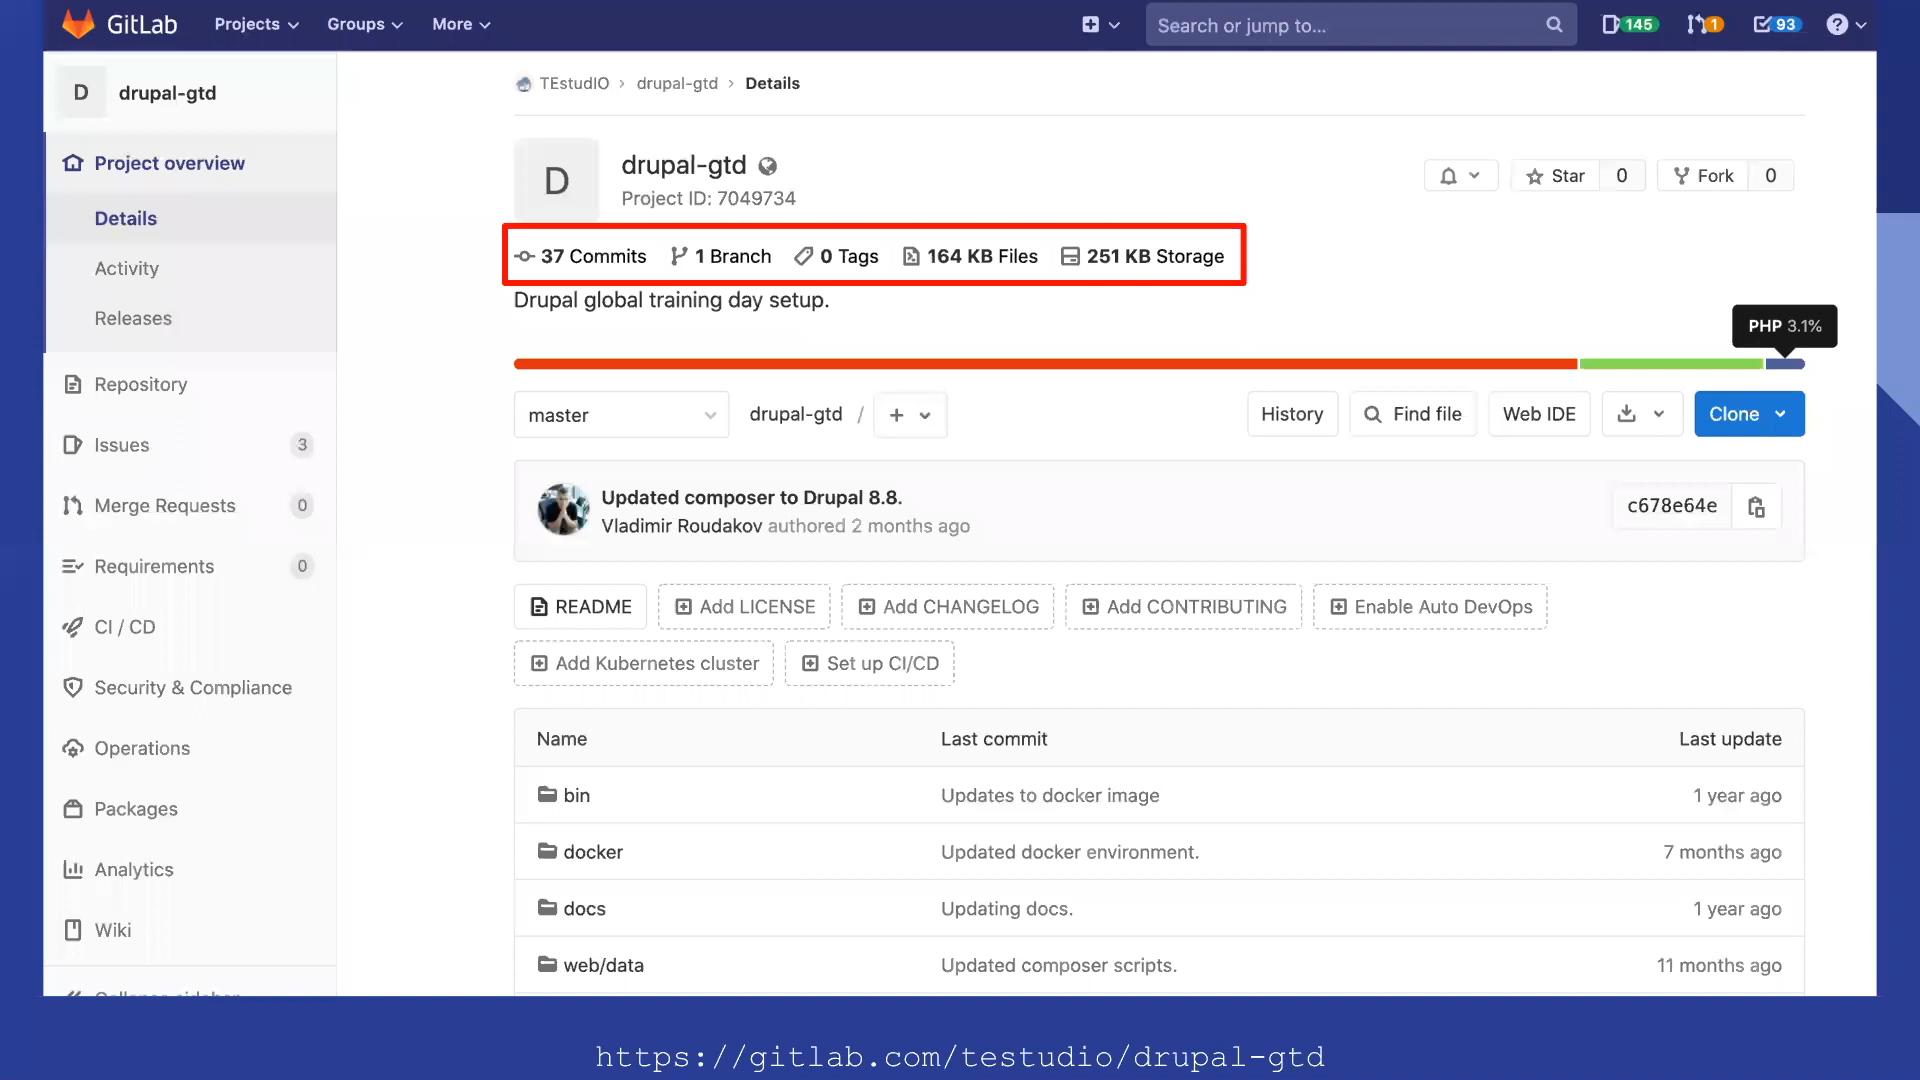 GitLab Projects Groups More Search or jump to... 145 1 93
D drupal-gtd
Project overview
Details
Activity
Releases
Repository
Issues 3
Merge Requests 0
Requirements 0
CI / CD
Security & Compliance
Operations
Packages
Analytics
Wiki
TEstudIO › drupal-gtd › Details
D
drupal-gtd
Project ID: 7049734
Star 0 Fork 0
37 Commits 1 Branch 0 Tags 164 KB Files 251 KB Storage
Drupal global training day setup.
PHP 3.1%
master drupal-gtd / + History Find file Web IDE Clone
Updated composer to Drupal 8.8.
Vladimir Roudakov authored 2 months ago
c678e64e
README Add LICENSE Add CHANGELOG Add CONTRIBUTING Enable Auto DevOps
Add Kubernetes cluster Set up CI/CD
Name Last commit Last update
bin Updates to docker image 1 year ago
docker Updated docker environment. 7 months ago
docs Updating docs. 1 year ago
web/data Updated composer scripts. 11 months ago
https://gitlab.com/testudio/drupal-gtd